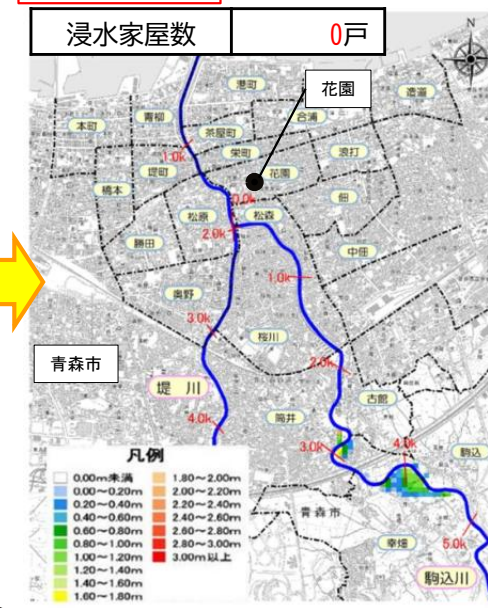 浸水家屋数 0戸
N
港町
花園
造道
本町
青柳
合浦
茶屋町
栄町
浪打
1.0k
橋本
堤町
花園
0.0k
佃
松原
松森
2.0k
勝田
中佃
奥野
1.0k
3.0k
桜川
2.0k
青森市
堤川
古館
4.0k
筒井
3.0k
4.0k
駒込
凡例
0.00m未満
0.00～0.20m
0.20～0.40m
0.40～0.60m
0.60～0.80m
0.80～1.00m
1.00～1.20m
1.20～1.40m
1.40～1.60m
1.60～1.80m
1.80～2.00m
2.00～2.20m
2.20～2.40m
2.40～2.60m
2.60～2.80m
2.80～3.00m
3.00m以上
青森市
幸畑
5.0k
駒込川